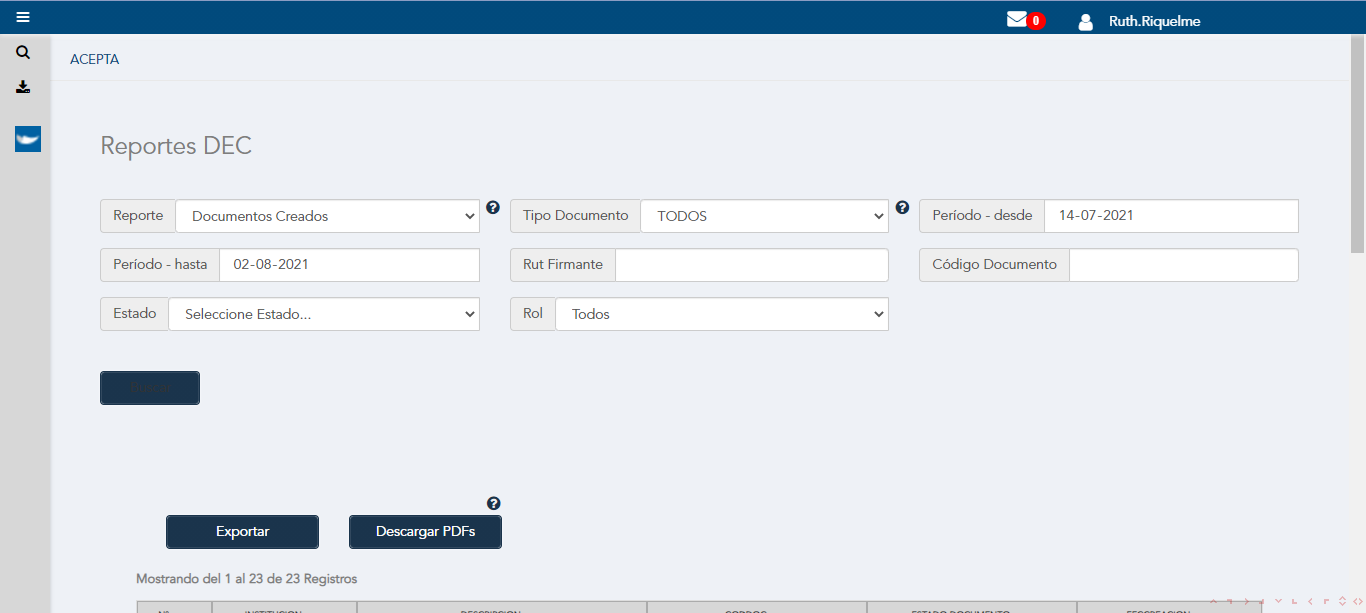 0 Ruth.Riquelme
ACEPTA
Reportes DEC
Reporte Documentos Creados Tipo Documento TODOS Período - desde 14-07-2021
Período - hasta 02-08-2021 Rut Firmante Código Documento
Estado Seleccione Estado... Rol Todos
Exportar Descargar PDFs
Mostrando del 1 al 23 de 23 Registros